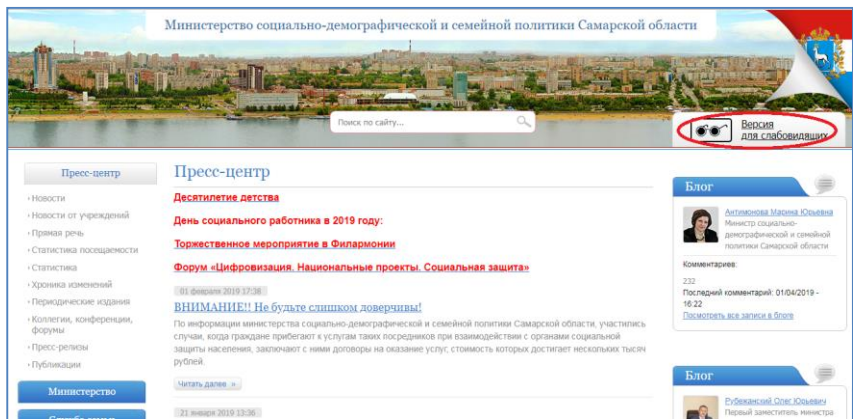 Министерство социально-демографической и семейной политики Самарской области
Поиск по сайту...
Версия
для слабовидящих
Пресс-центр
Новости
Новости от учреждений
Прямая речь
Статистика посещаемости
Статистика
Хроника изменений
Периодические издания
Коллегии, конференции,
форумы
Пресс-релизы
Публикации
Министерство
Пресс-центр
Десятилетие детства
День социального работника в 2019 году:
Торжественное мероприятие в Филармонии
Форум «Цифровизация. Национальные проекты. Социальная защита»
01 февраля 2019 17:38
ВНИМАНИЕ!! Не будьте слишком доверчивы!
По информации министерства социально-демографической и семейной политики Самарской области, участились
случаи, когда граждане прибегают к услугам таких посредников при взаимодействии с органами социальной
защиты населения, заключают с ними договоры на оказание услуг, стоимость которых достигает нескольких тысяч
рублей.
Читать далее »
21 января 2019 13:36
Блог
Антимонова Марина Юрьевна
Министр социально-
демографической и семейной
политики Самарской области
Комментариев:
232
Последний комментарий: 01/04/2019 -
16:22
Посмотреть все записи в блоге
Блог
Рубежанский Олег Юрьевич
Первый заместитель министра